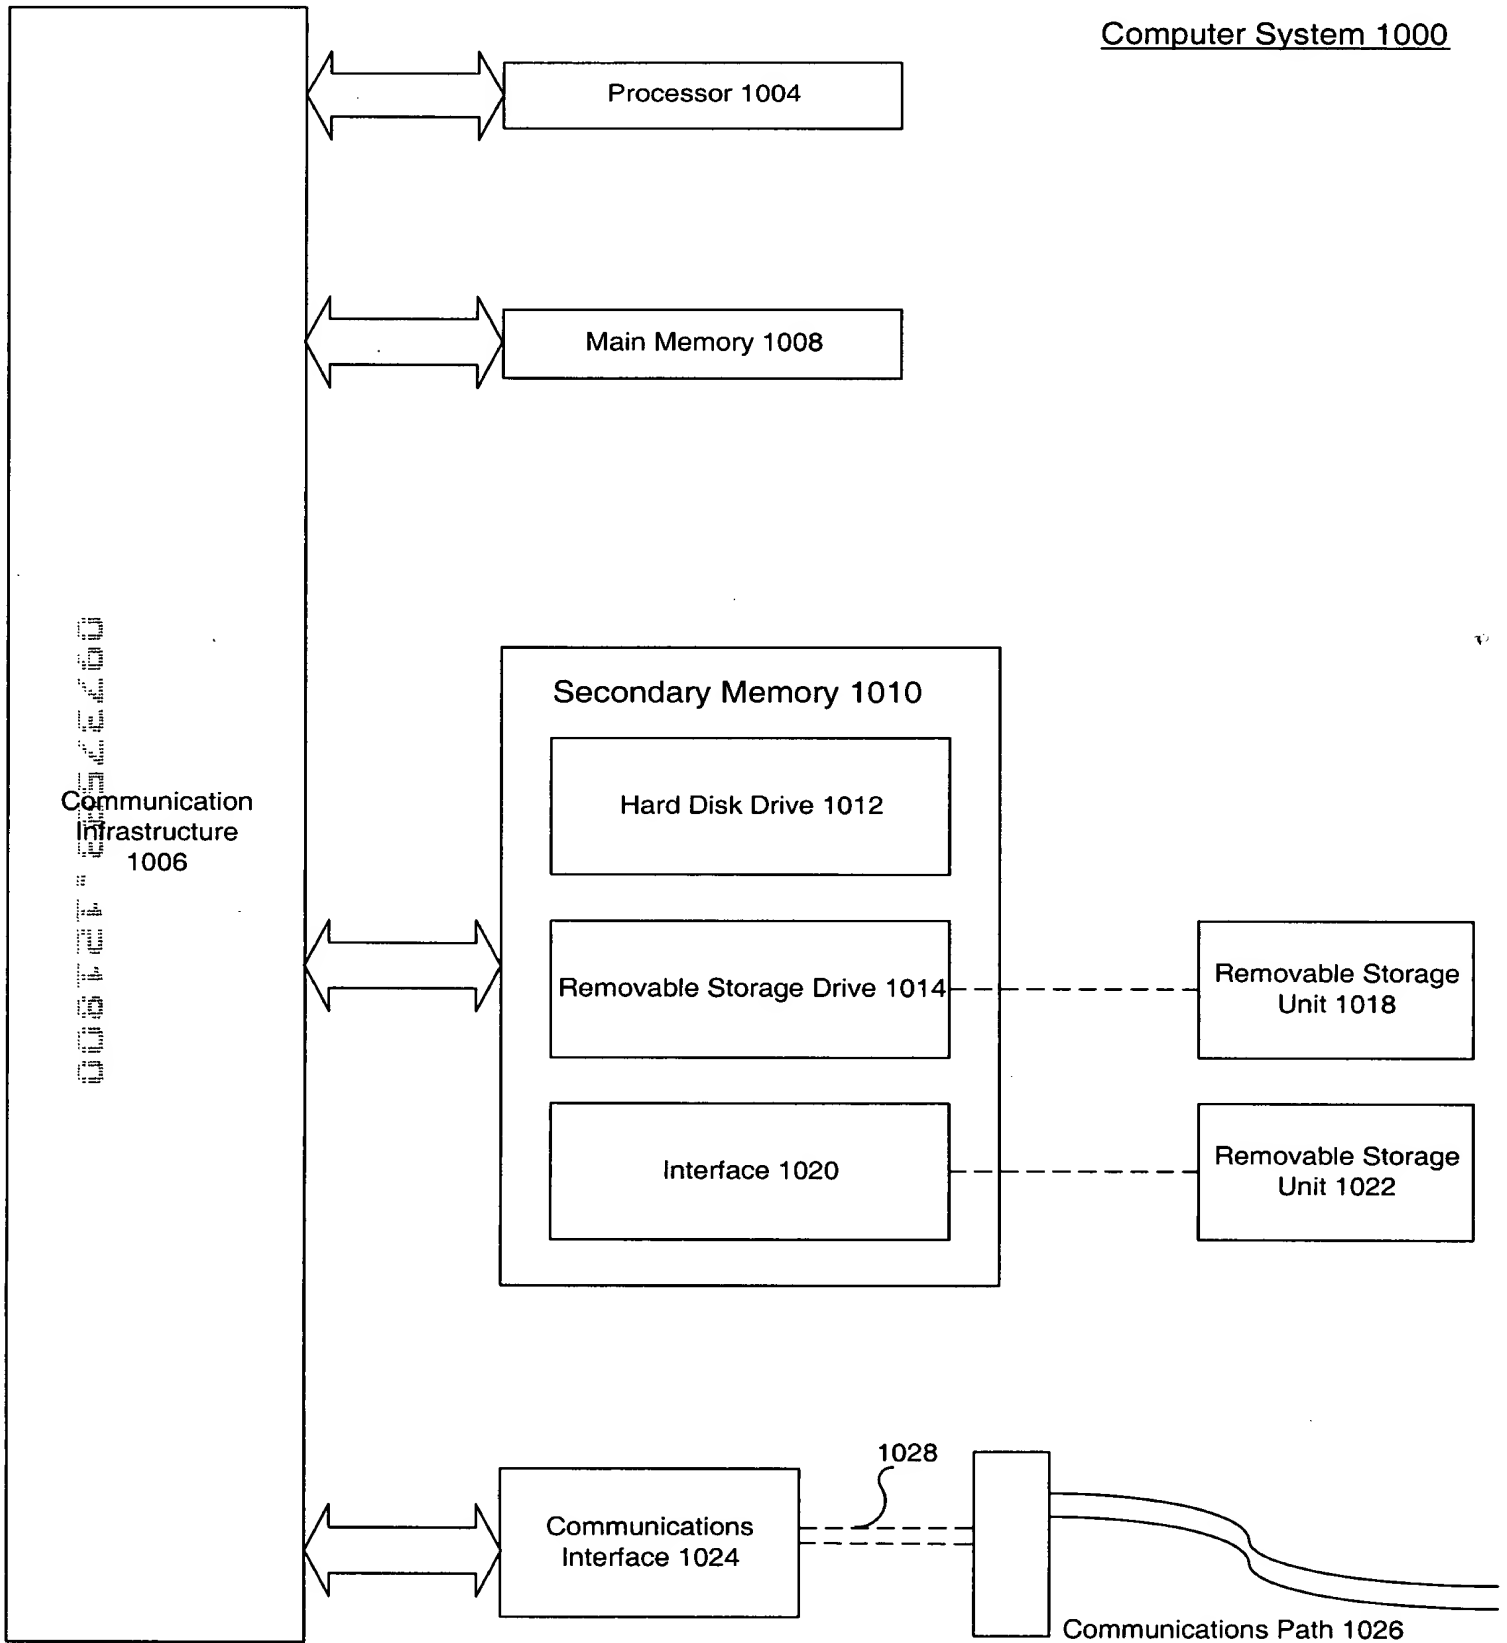 Computer System 1000
Processor 1004
Main Memory 1008
Secondary Memory 1010
Hard Disk Drive 1012
Communication
Infrastructure
1006
Removable Storage Drive 1014
Removable Storage
Unit 1018
Interface 1020
Removable Storage
Unit 1022
1028
Communications
Interface 1024
Communications Path 1026